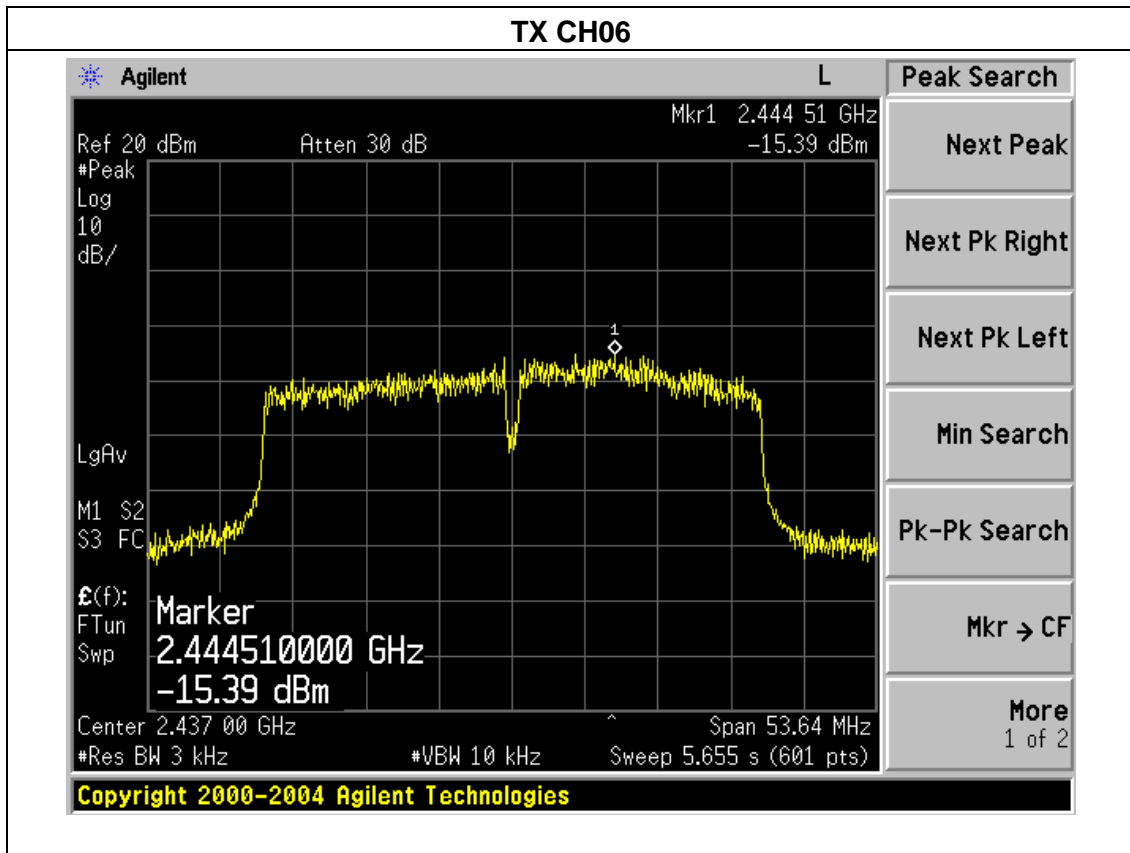 TX CH06
Agilent L Peak Search
Mkr1 2.444 51 GHz
Ref 20 dBm Atten 30 dB -15.39 dBm
#Peak
Log
10
dB/
1
LgAv
M1 S2
S3 FC
£(f):
FTun
Swp
Marker
2.444510000 GHz
-15.39 dBm
Center 2.437 00 GHz ^ Span 53.64 MHz
#Res BW 3 kHz #VBW 10 kHz Sweep 5.655 s (601 pts)
Next Peak
Next Pk Right
Next Pk Left
Min Search
Pk-Pk Search
Mkr → CF
More
1 of 2
Copyright 2000-2004 Agilent Technologies